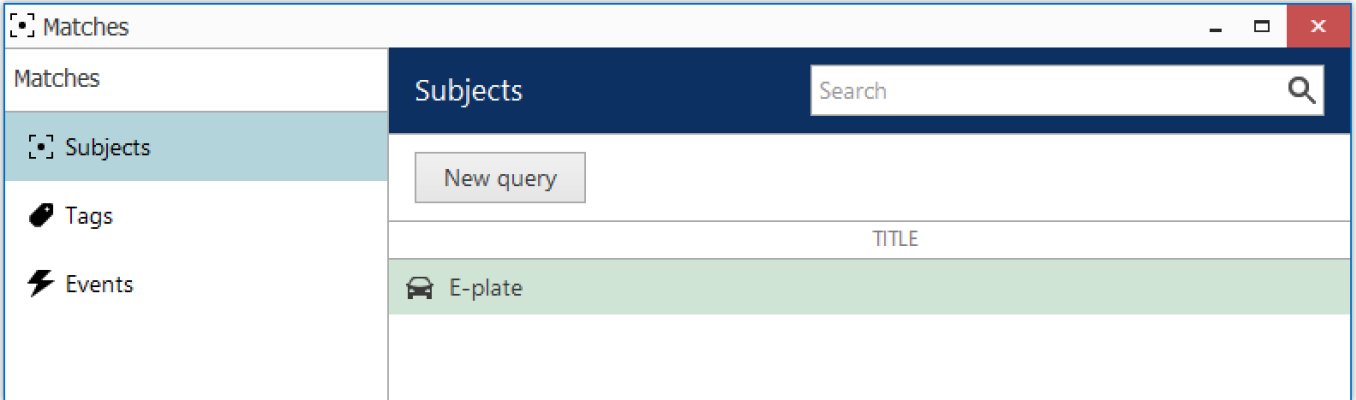 Matches
Matches
Subjects
Tags
Events
Subjects
Search
New query
TITLE
E-plate